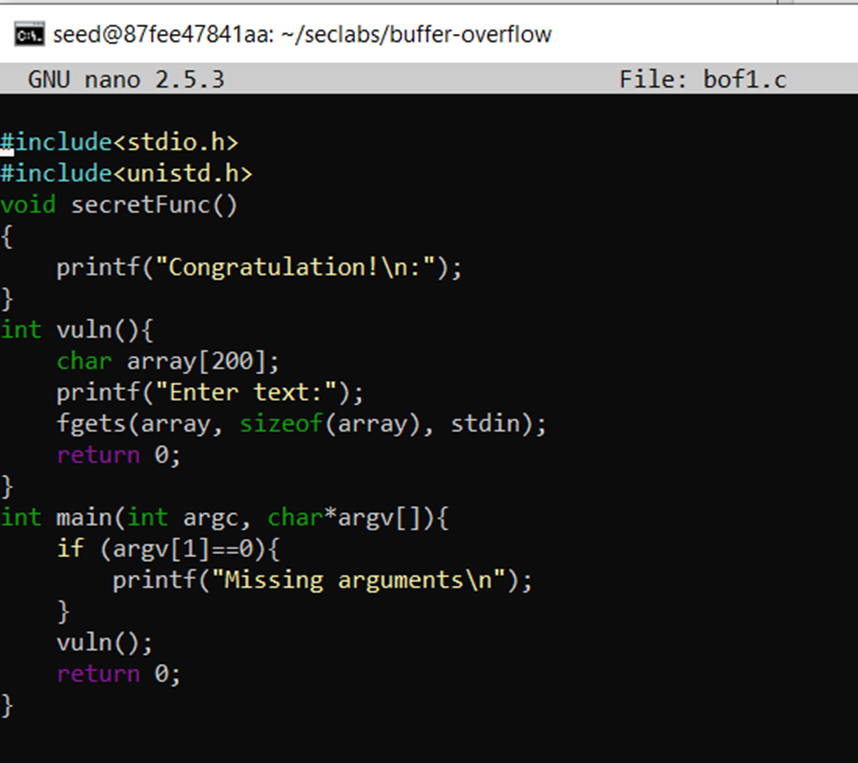 seed@87fee47841aa: ~/seclabs/buffer-overflow
GNU nano 2.5.3 File: bof1.c
#include<stdio.h>
#include<unistd.h>
void secretFunc()
{
    printf("Congratulation!\n:");
}
int vuln(){
    char array[200];
    printf("Enter text:");
    fgets(array, sizeof(array), stdin);
    return 0;
}
int main(int argc, char*argv[]){
    if (argv[1]==0){
        printf("Missing arguments\n");
    }
    vuln();
    return 0;
}